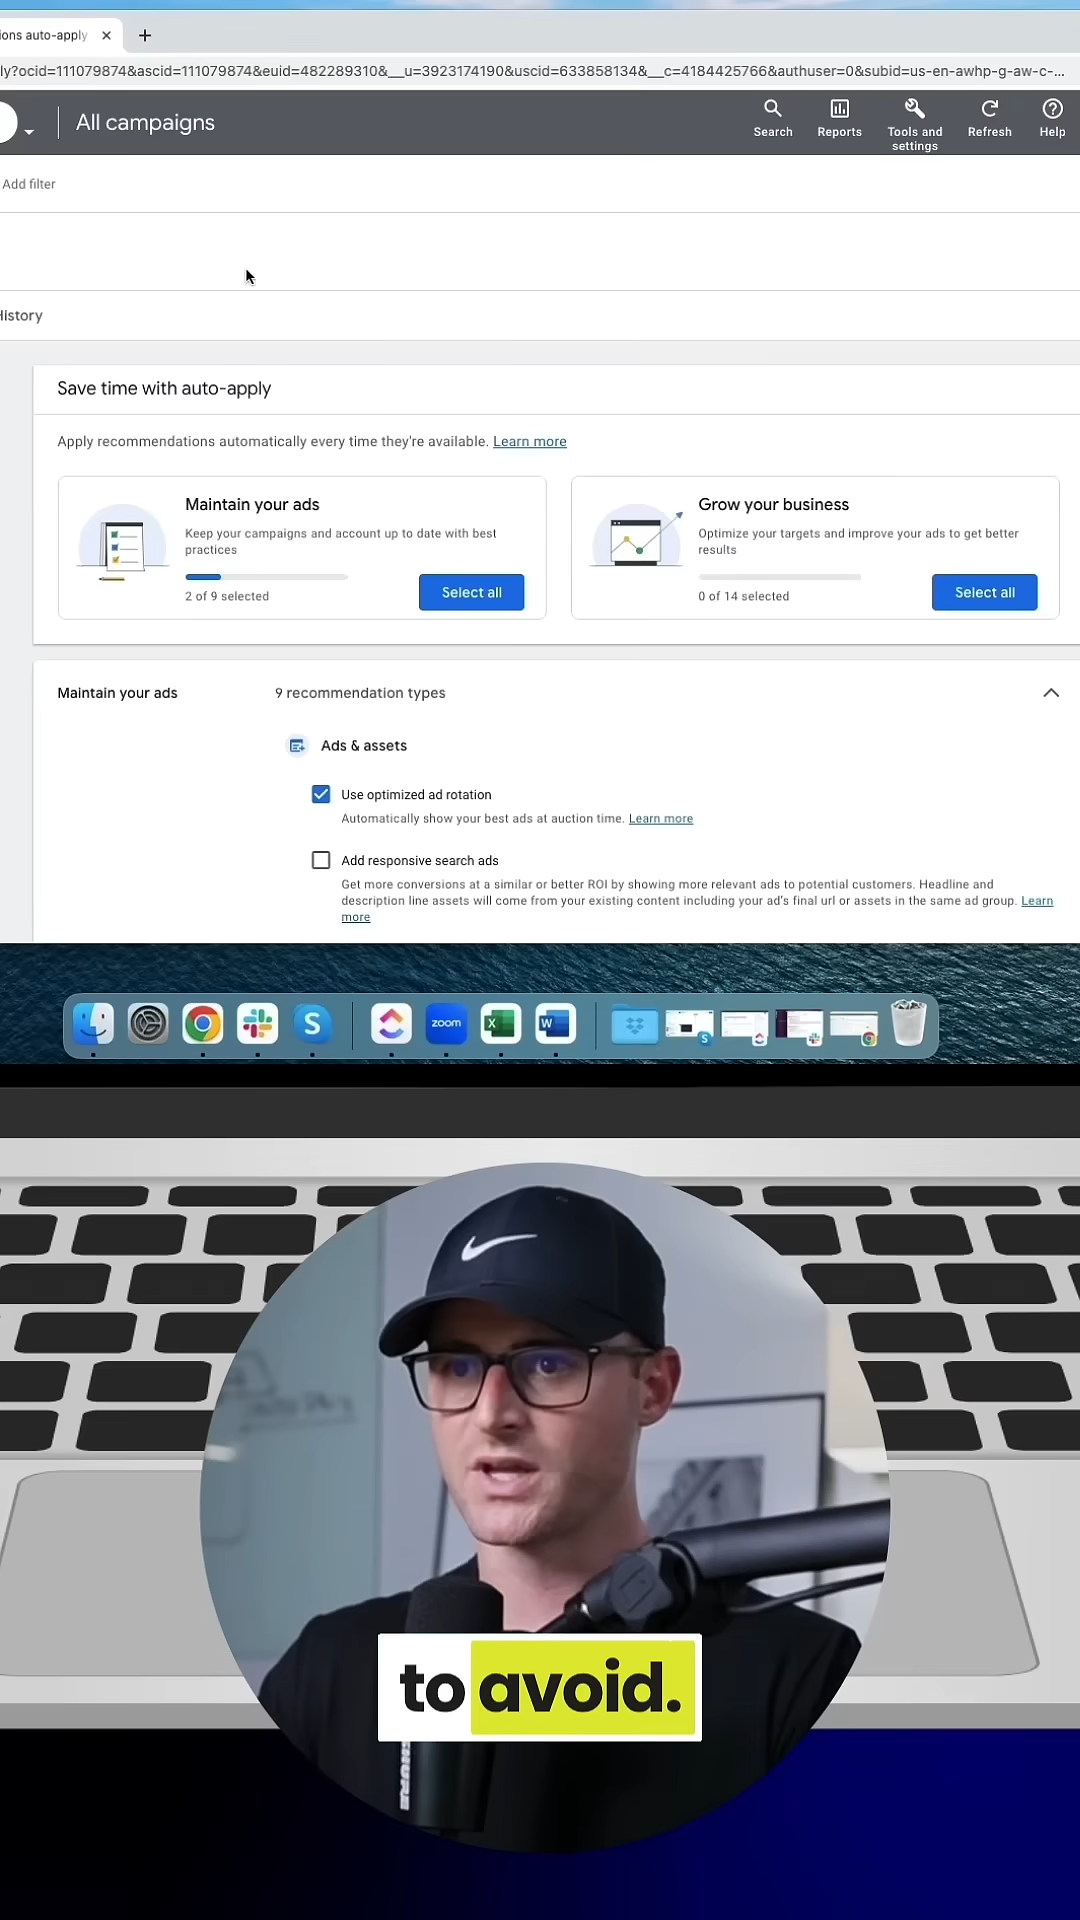 ions auto-apply
ly?ocid=111079874&ascid=111079874&euid=482289310&__u=3923174190&uscid=633858134&__c=4184425766&authuser=0&subid=us-en-awhp-g-aw-c-...
All campaigns
Search
Reports
Tools and
settings
Refresh
Help
Add filter
History
Save time with auto-apply
Apply recommendations automatically every time they're available. Learn more
Maintain your ads
Keep your campaigns and account up to date with best
practices
2 of 9 selected
Select all
Grow your business
Optimize your targets and improve your ads to get better
results
0 of 14 selected
Select all
Maintain your ads
9 recommendation types
Ads & assets
Use optimized ad rotation
Automatically show your best ads at auction time. Learn more
Add responsive search ads
Get more conversions at a similar or better ROI by showing more relevant ads to potential customers. Headline and
description line assets will come from your existing content including your ad's final url or assets in the same ad group. Learn
more
zoom
to avoid.